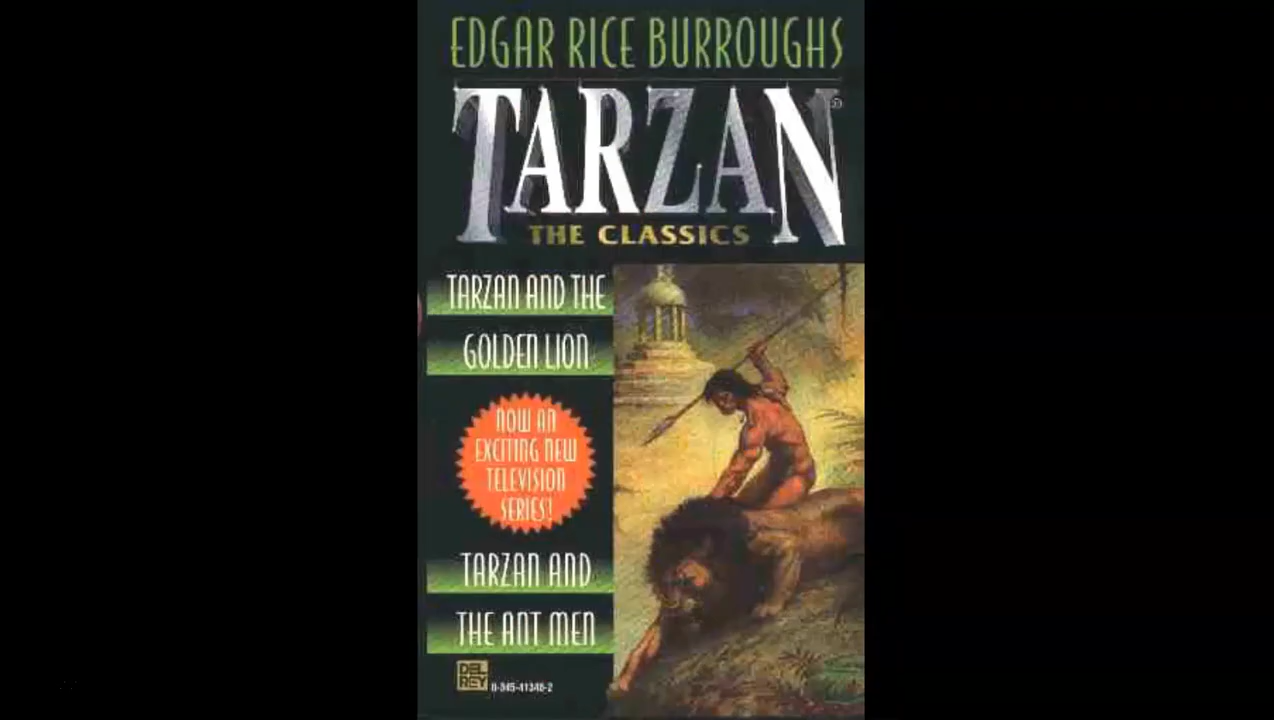 EDGAR RICE BURROUGHS
TARZAN®
THE CLASSICS
TARZAN AND THE
GOLDEN LION
NOW AN
EXCITING NEW
TELEVISION
SERIES!
TARZAN AND
THE ANT MEN
DEL
REY
0-345-41348-2